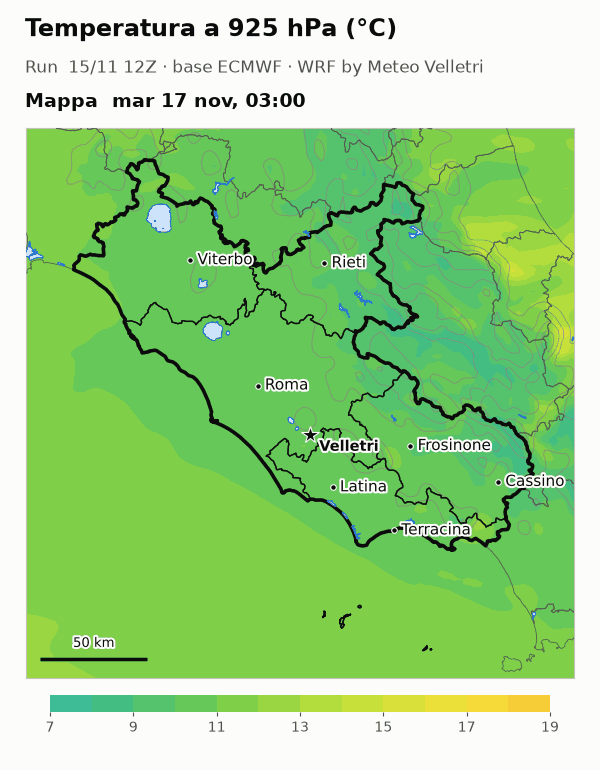 Temperatura a 925 hPa (°C)
Run  15/11 12Z · base ECMWF · WRF by Meteo Velletri
Mappa  mar 17 nov, 03:00
Viterbo
Rieti
Roma
Velletri
Frosinone
Latina
Cassino
Terracina
50 km
7 9 11 13 15 17 19